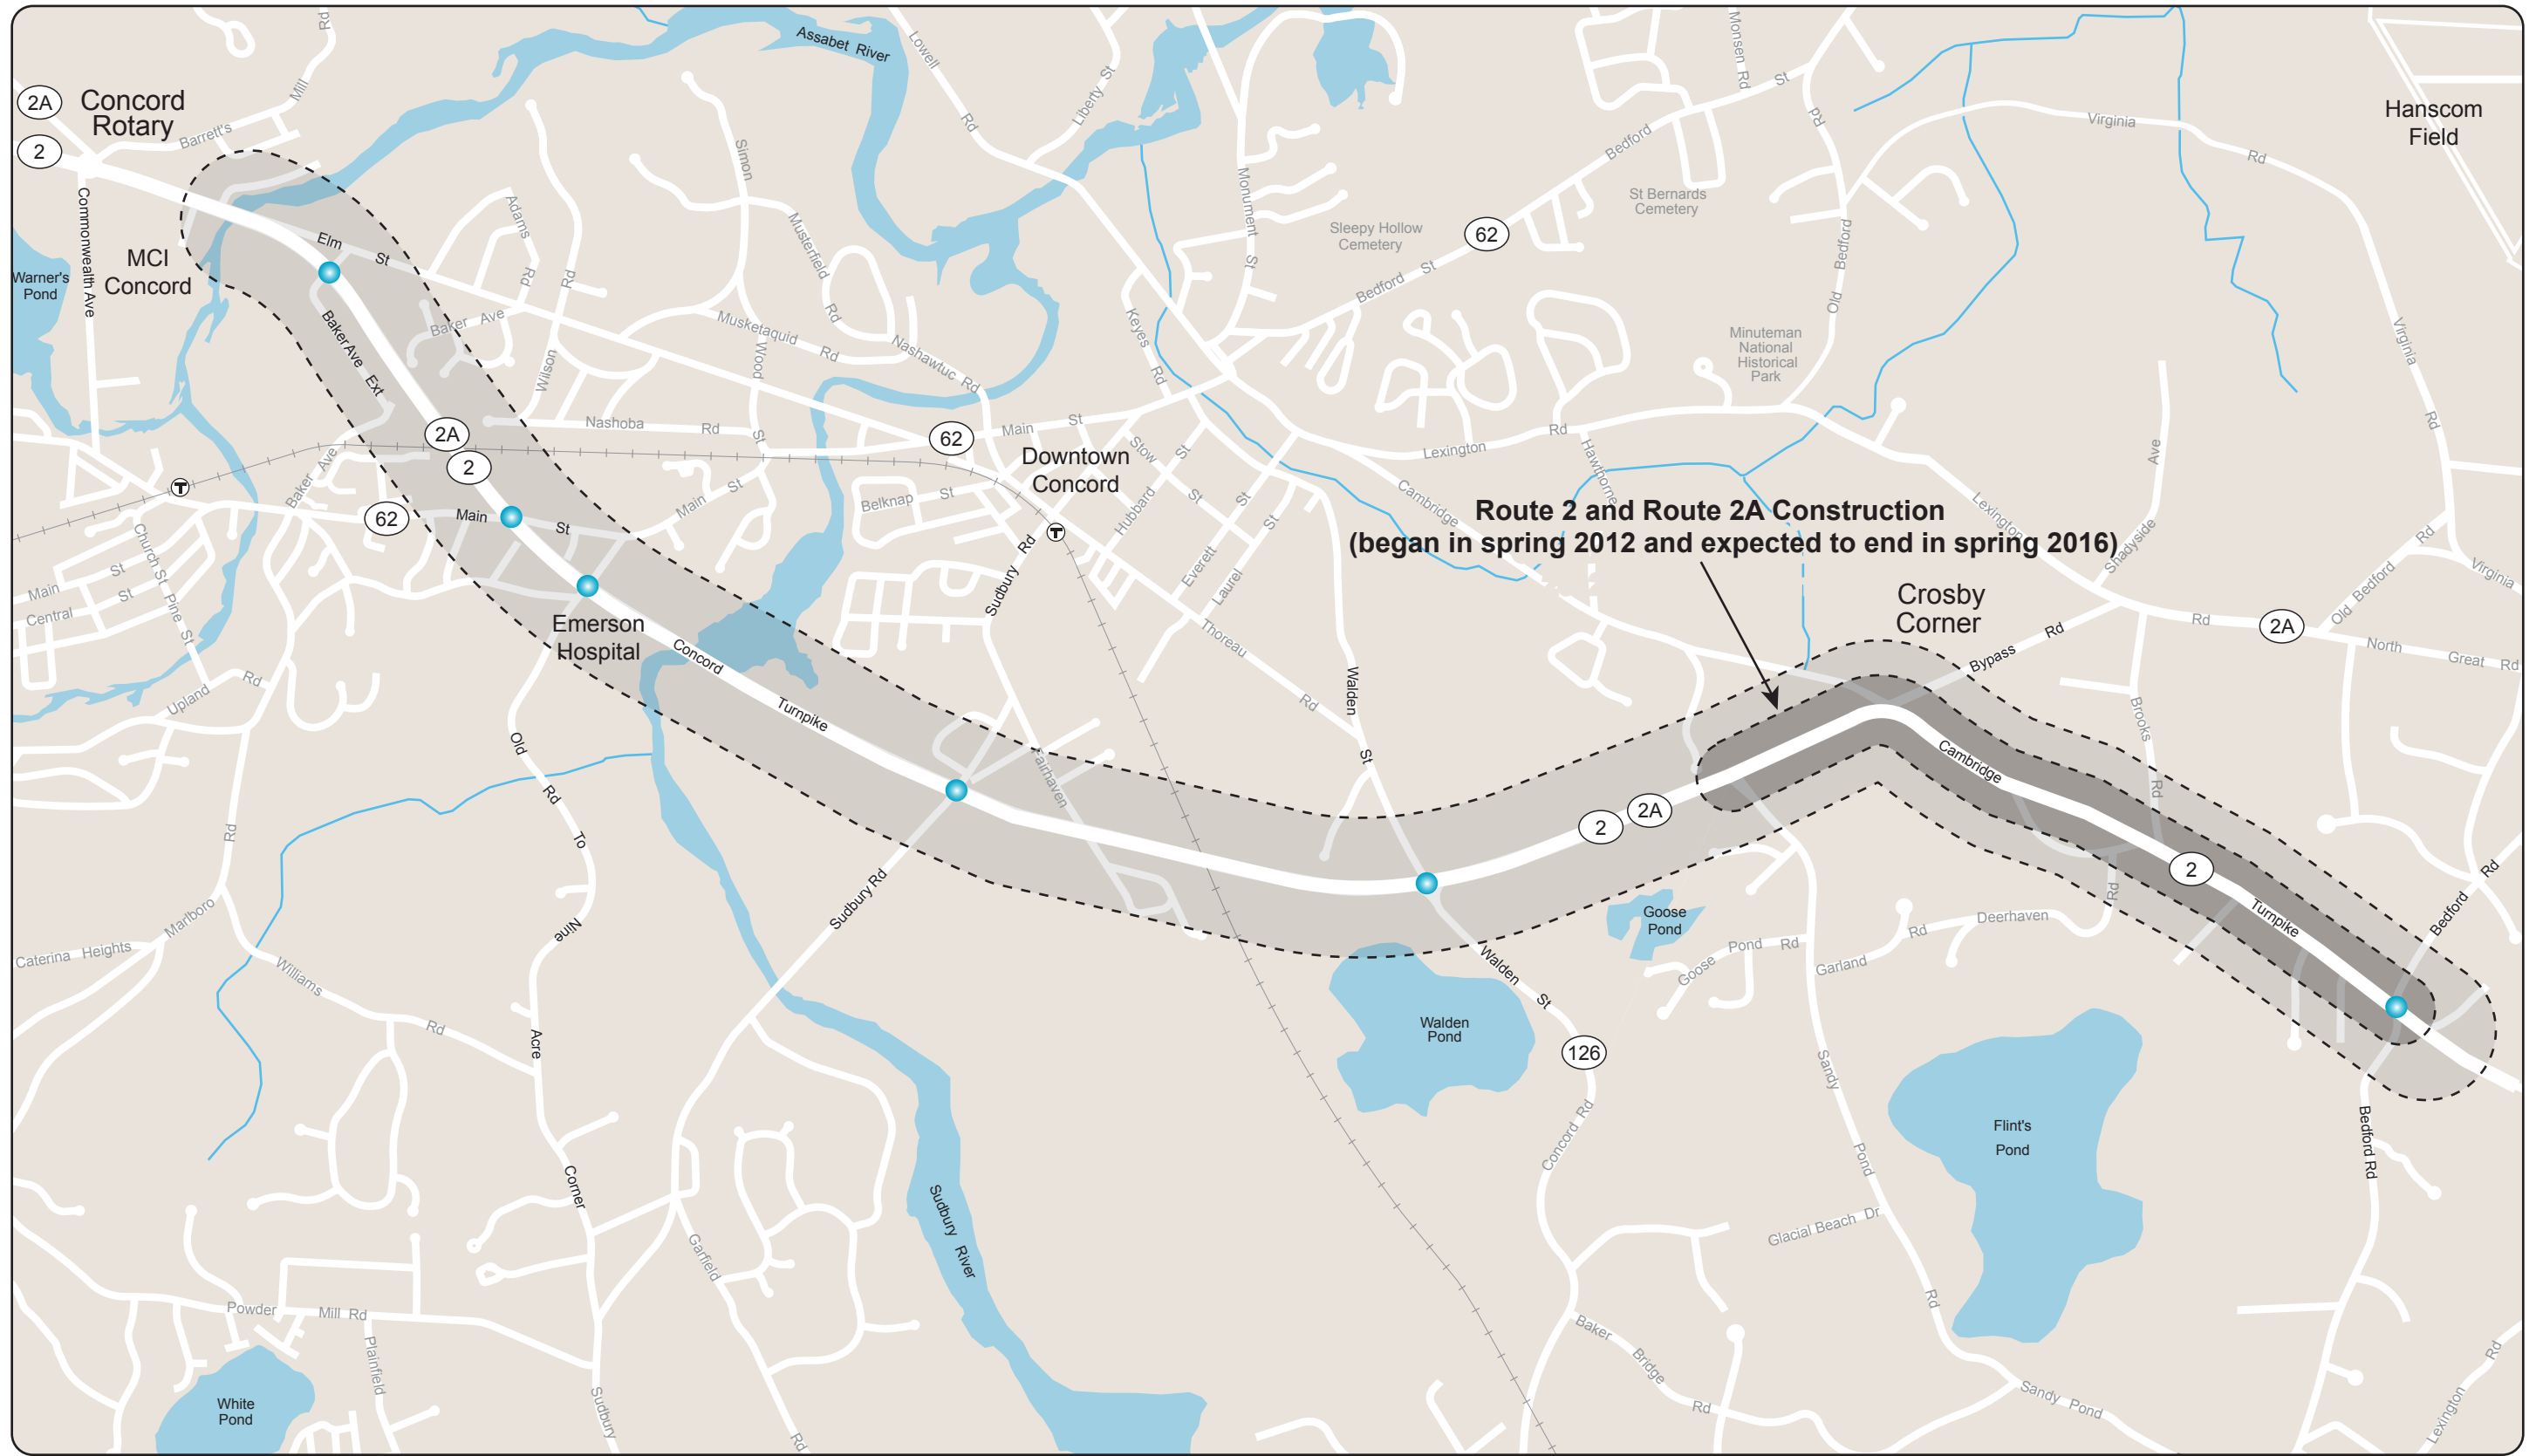 Rd
Mill
Barrett's
2A
2
Concord
Rotary
Commonwealth Ave
MCI
Concord
Warner's
Pond
Assabet River
Lowell
Rd
Liberty St
Monument
St
Monsen Rd
St
Rd
Bedford
Virginia
Rd
Hanscom
Field
St Bernards
Cemetery
Sleepy Hollow
Cemetery
62
Bedford St
Old Bedford
Minuteman
National
Historical
Park
Virginia
Rd
Elm
St
Adams
Rd
Simon
Musterfield
Rd
Baker Ave
Wilson
Rd
Musketaquid Rd
Wood
St
Nashawtuc Rd
Keyes
Rd
Baker Ave Ext
Nashoba Rd
2A
2
62
Main St
Downtown
Concord
Stow
St
Hubbard
St
Everett
St
Laurel
St
Belknap St
T
T
Baker Ave
62
Main
St
Main St
Church St
Pine St
Main St
Central St
Upland Rd
Emerson
Hospital
Concord
Turnpike
Sudbury Rd
Fairhaven
Thoreau
Rd
Walden
St
Lexington Rd
Cambridge
Hawthorne
Route 2 and Route 2A Construction
(began in spring 2012 and expected to end in spring 2016)
Crosby
Corner
Lexington
Shadyside
Ave
Bypass
Rd
Rd
2A
Old Bedford
Rd
Virginia
North
Great Rd
Brooks
Rd
Rd
Cambridge
Turnpike
2
2
2A
Bedford
Rd
Old
Rd
To
Nine
Acre
Corner
Sudbury Rd
Rd
Marlboro
Caterina Heights
Williams
Rd
Goose
Pond
Goose
Pond Rd
Garland
Rd
Deerhaven
Walden
St
Walden
Pond
126
Concord Rd
Sandy
Pond
Rd
Flint's
Pond
Bedford Rd
Glacial Beach Dr
Sudbury River
Garfield
Rd
Powder
Mill Rd
Plainfield
White
Pond
Sudbury
Baker
Bridge
Rd
Sandy Pond
Lexington
Rd